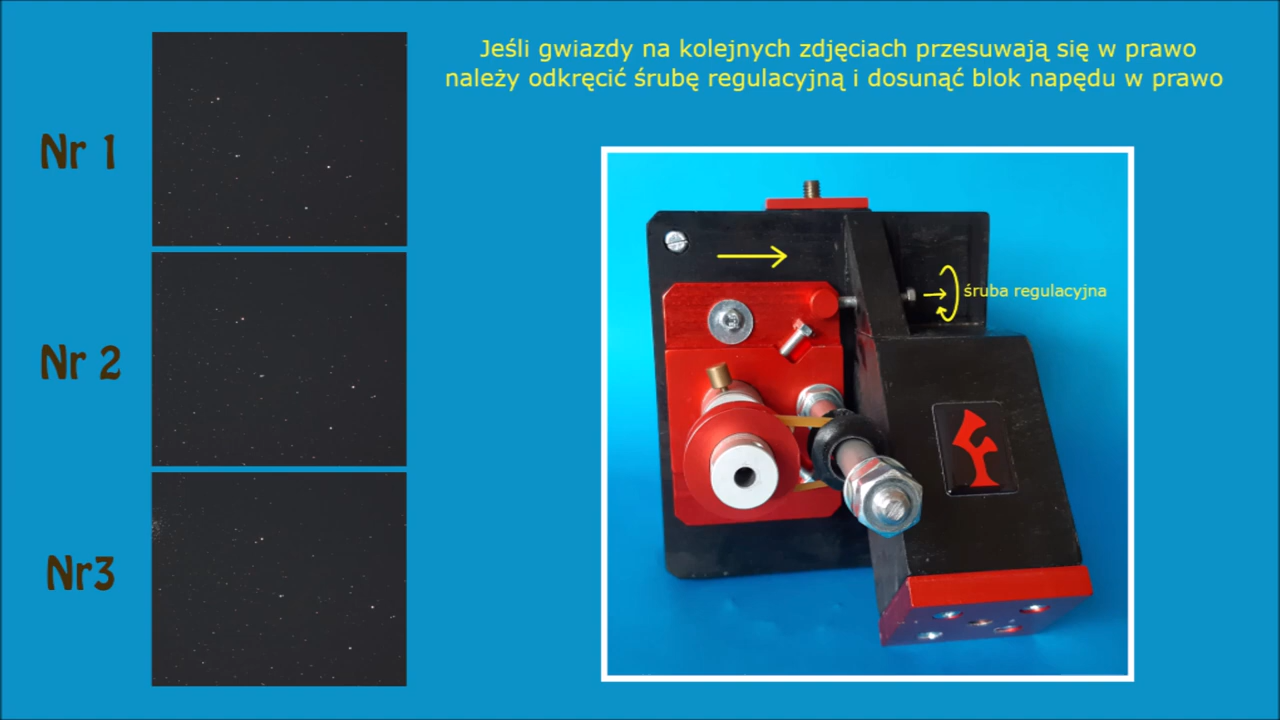 Jeśli gwiazdy na kolejnych zdjęciach przesuwają się w prawo
należy odkręcić śrubę regulacyjną i dosunąć blok napędu w prawo
Nr 1
Nr 2
Nr3
śruba regulacyjna